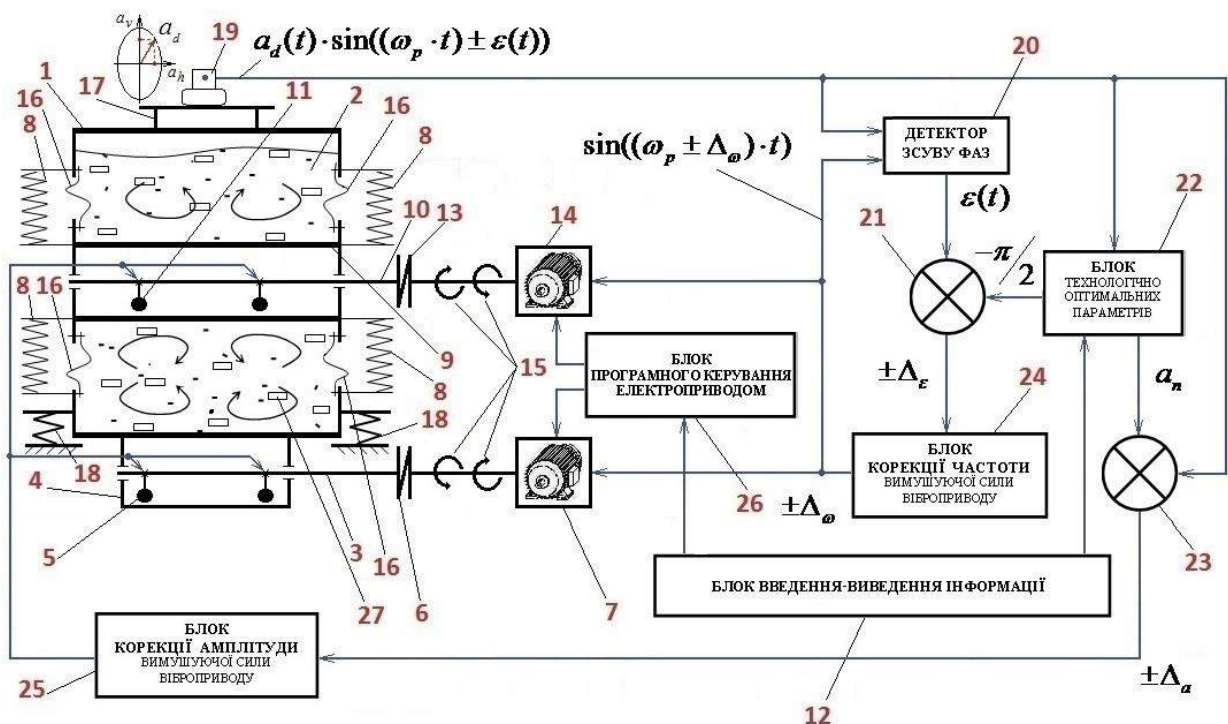 a_v
a_d
a_h
19
a_d(t)·sin((ω_p·t)±ε(t))
20
1
17
11
2
16
16
8
8
ДЕТЕКТОР
ЗСУВУ ФАЗ
sin((ω_p±Δ_ω)·t)
22
ε(t)
10
13
14
21
-π/2
БЛОК
ТЕХНОЛОГІЧНО
ОПТИМАЛЬНИХ
ПАРАМЕТРІВ
8
16
9
15
БЛОК
ПРОГРАМНОГО КЕРУВАННЯ
ЕЛЕКТРОПРИВОДОМ
±Δ_ε
24
a_n
8
18
18
БЛОК
КОРЕКЦІЇ ЧАСТОТИ
ВИМУШУЮЧОЇ СИЛИ
ВІБРОПРИВОДУ
4
26
±Δ_ω
5
3
16
23
27
6
7
БЛОК ВВЕДЕННЯ-ВИВЕДЕННЯ ІНФОРМАЦІЇ
БЛОК
КОРЕКЦІЇ АМПЛІТУДИ
ВИМУШУЮЧОЇ СИЛИ
ВІБРОПРИВОДУ
25
±Δ_a
12